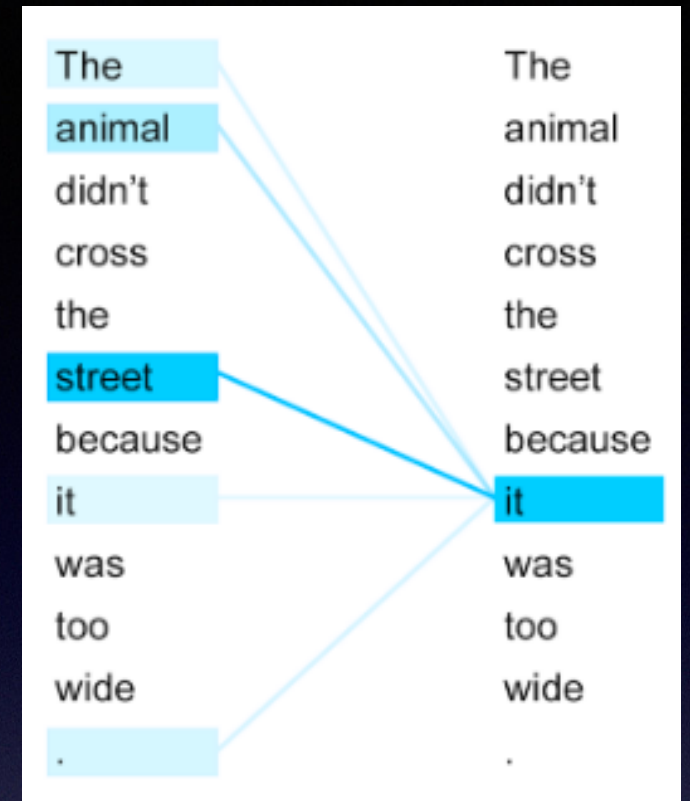 The
animal
didn't
cross
the
street
because
it
was
too
wide
.
The
animal
didn't
cross
the
street
because
it
was
too
wide
.